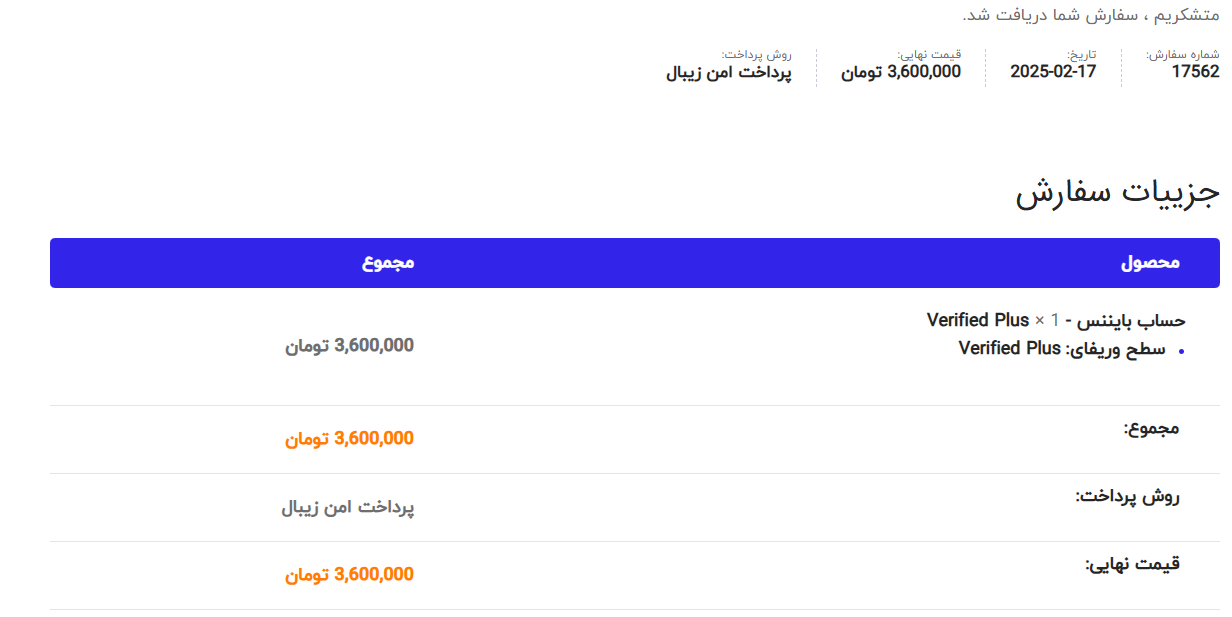 متشکریم ، سفارش شما دریافت شد.
شماره سفارش: تاریخ: قیمت نهایی: روش پرداخت:
17562 2025-02-17 3,600,000 تومان پرداخت امن زیبال
جزییات سفارش
محصول مجموع
حساب بایننس - Verified Plus × 1
3,600,000 تومان
سطح وریفای: Verified Plus
مجموع: 3,600,000 تومان
روش پرداخت: پرداخت امن زیبال
قیمت نهایی: 3,600,000 تومان